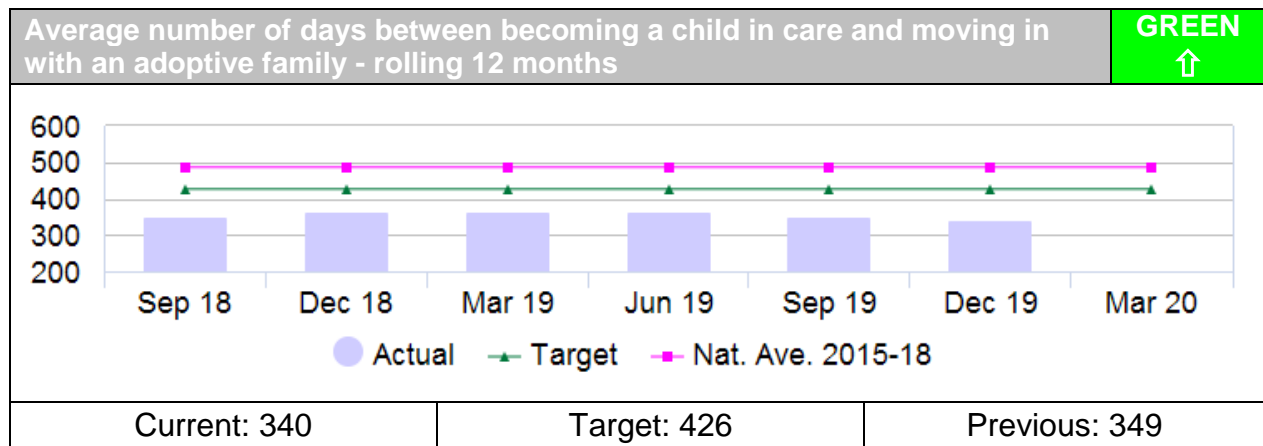 Average number of days between becoming a child in care and moving in
with an adoptive family - rolling 12 months
GREEN
⇧
600
500
400
300
200
Sep 18 Dec 18 Mar 19 Jun 19 Sep 19 Dec 19 Mar 20
Actual Target Nat. Ave. 2015-18
Current: 340 Target: 426 Previous: 349